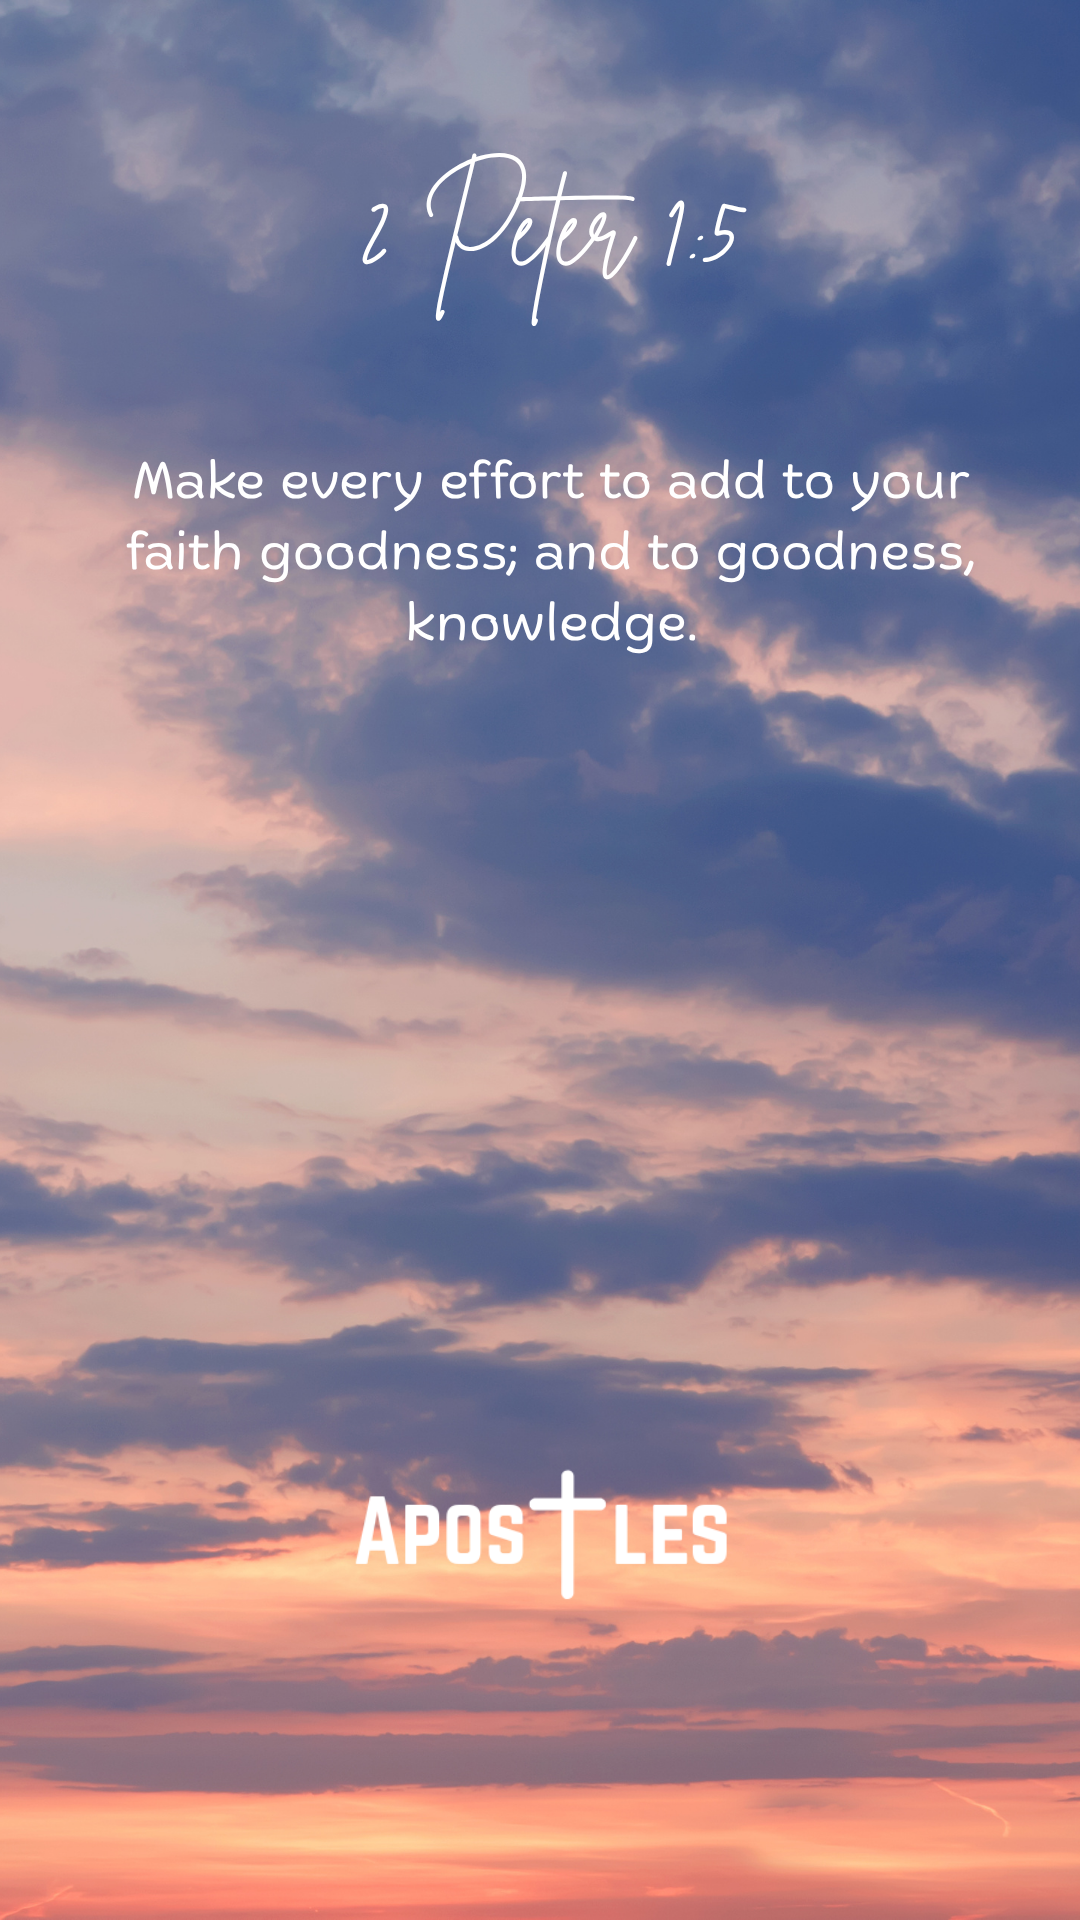 2 Peter 1:5
Make every effort to add to your
faith goodness; and to goodness,
knowledge.
APOSTLES